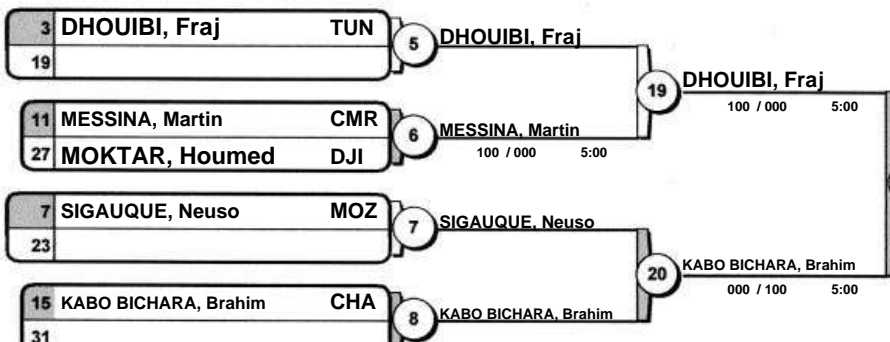 3 DHOUIBI, Fraj TUN
19
5
DHOUIBI, Fraj
11 MESSINA, Martin CMR
27 MOKTAR, Houmed DJI
6
MESSINA, Martin
100 / 000 5:00
19
DHOUIBI, Fraj
100 / 000 5:00
7 SIGAUQUE, Neuso MOZ
23
7
SIGAUQUE, Neuso
15 KABO BICHARA, Brahim CHA
31
8
KABO BICHARA, Brahim
20
KABO BICHARA, Brahim
000 / 100 5:00